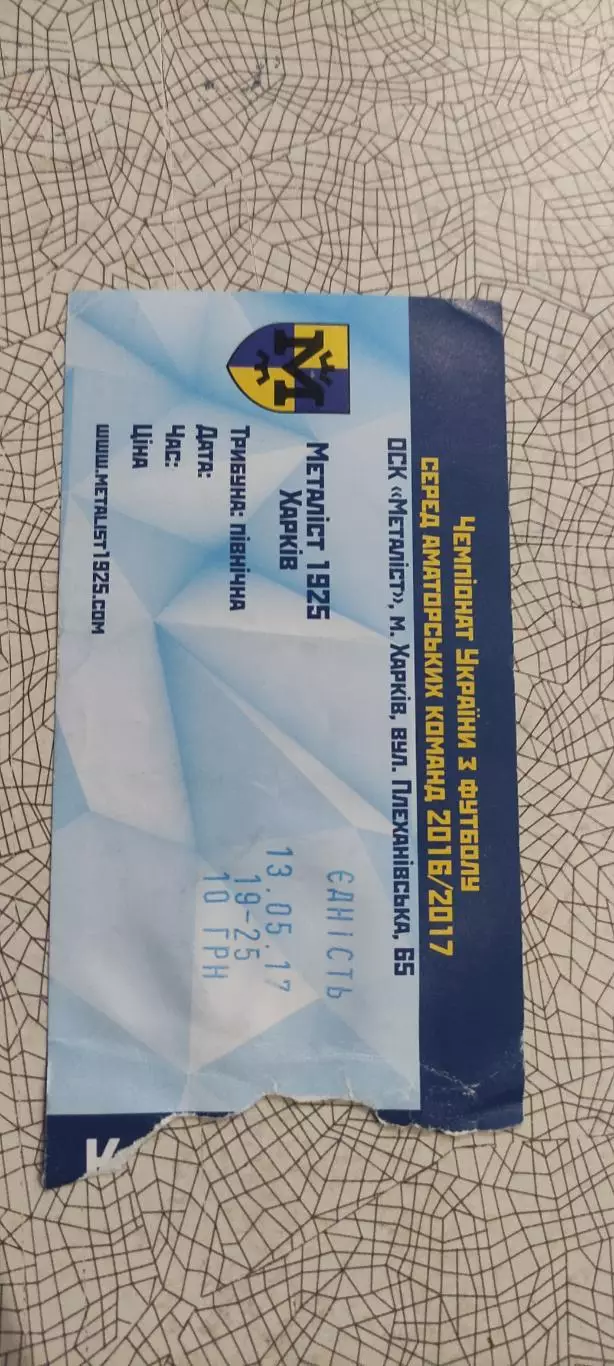 Чемпіонат України з футболу
серед аматорських команд 2016/2017
ОСК «Металіст», м. Харків, вул. Плеханівська, 65
М
Металіст 1925
Харків
ЄДНІСТЬ
Трибуна: північна
Дата:
13.05.17
Час:
19-25
Ціна
10 ГРН
www.metalist1925.com
К